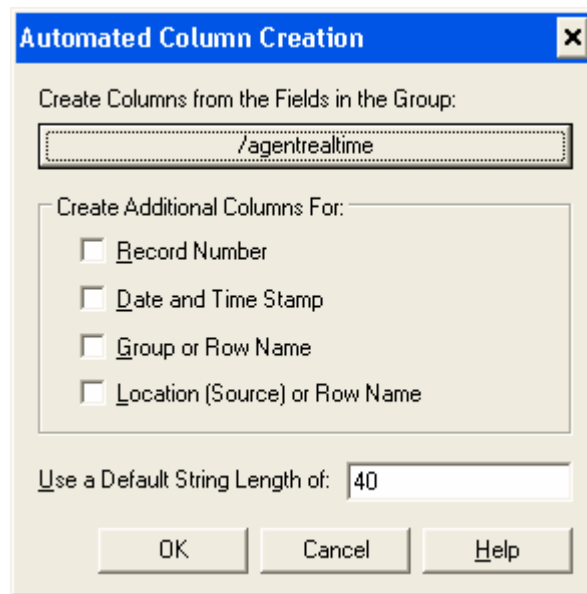 Automated Column Creation
Create Columns from the Fields in the Group:
/agentrealtime
Create Additional Columns For:
Record Number
Date and Time Stamp
Group or Row Name
Location (Source) or Row Name
Use a Default String Length of: 40
OK Cancel Help